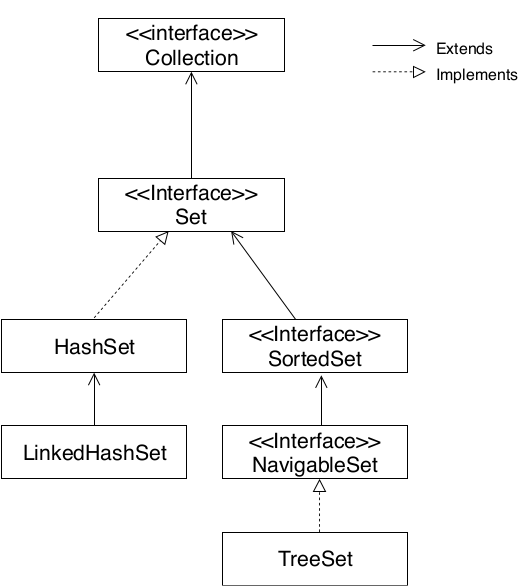 <<interface>>
Collection
Extends
Implements
<<Interface>>
Set
HashSet
<<Interface>>
SortedSet
LinkedHashSet
<<Interface>>
NavigableSet
TreeSet